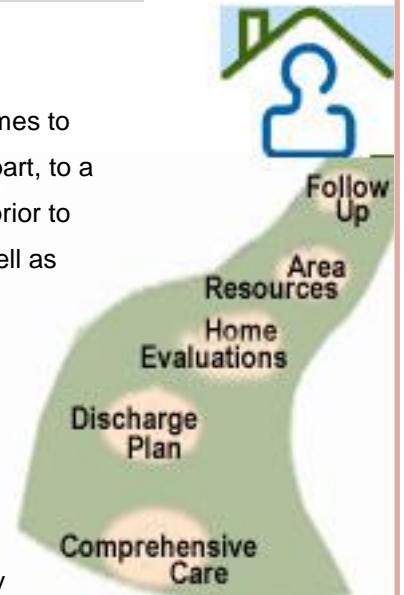 mes to
part, to a
prior to
ell as
Follow
Up
Area
Resources
Home
Evaluations
Discharge
Plan
Comprehensive
Care